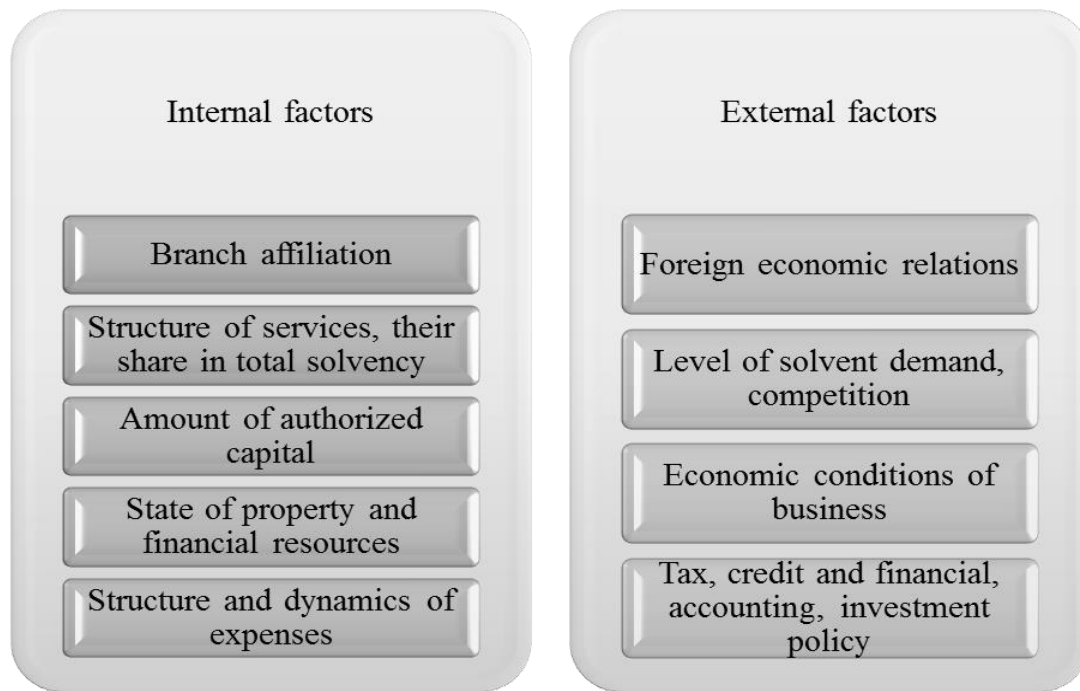 Internal factors
Branch affiliation
Structure of services, their
share in total solvency
Amount of authorized
capital
State of property and
financial resources
Structure and dynamics of
expenses
External factors
Foreign economic relations
Level of solvent demand,
competition
Economic conditions of
business
Tax, credit and financial,
accounting, investment
policy